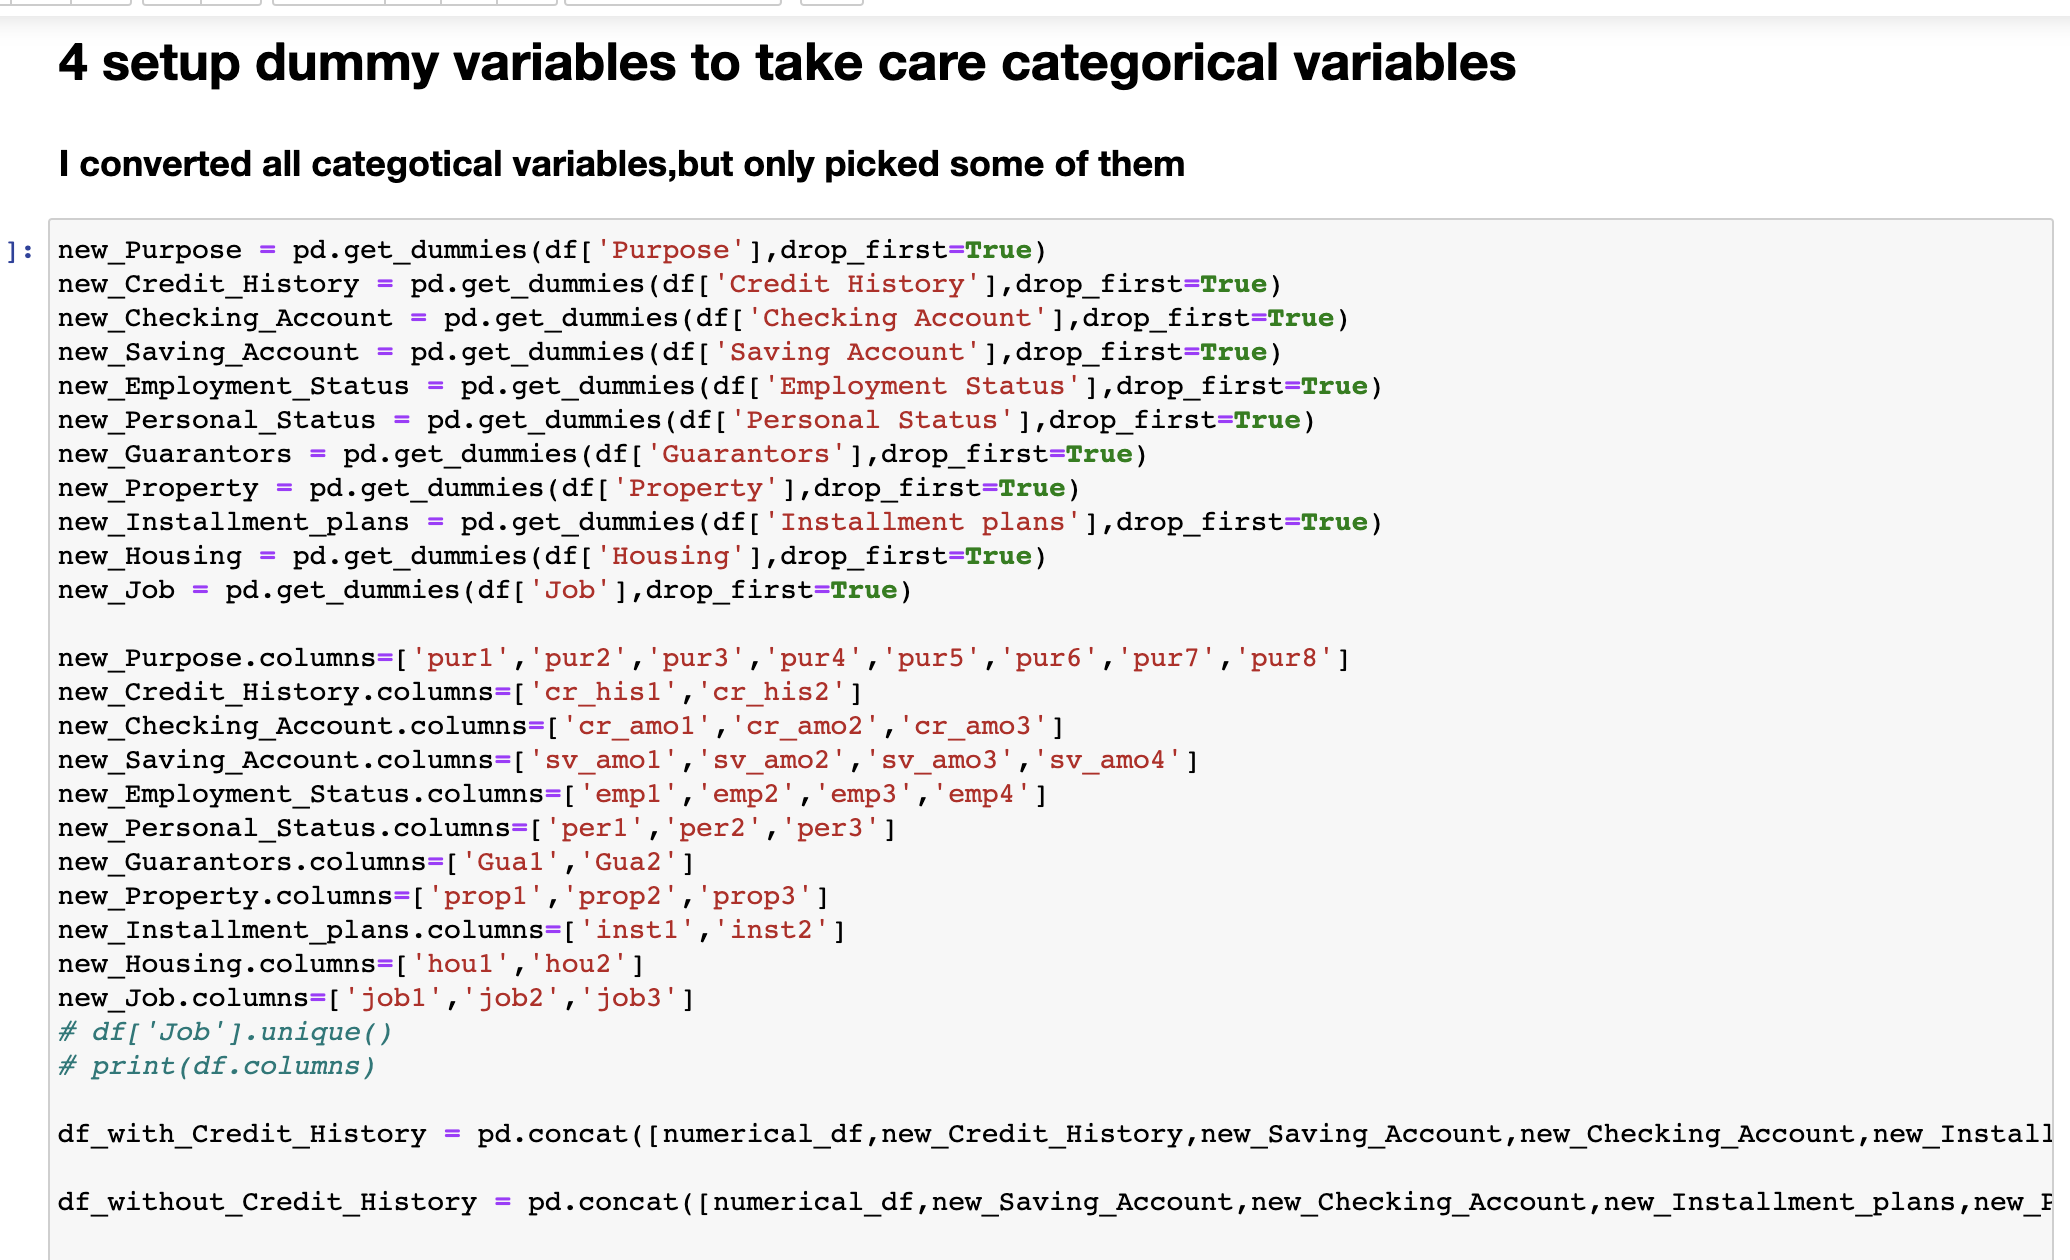 4 setup dummy variables to take care categorical variables
I converted all categotical variables,but only picked some of them
]:
new_Purpose = pd.get_dummies(df['Purpose'],drop_first=True)
new_Credit_History = pd.get_dummies(df['Credit History'],drop_first=True)
new_Checking_Account = pd.get_dummies(df['Checking Account'],drop_first=True)
new_Saving_Account = pd.get_dummies(df['Saving Account'],drop_first=True)
new_Employment_Status = pd.get_dummies(df['Employment Status'],drop_first=True)
new_Personal_Status = pd.get_dummies(df['Personal Status'],drop_first=True)
new_Guarantors = pd.get_dummies(df['Guarantors'],drop_first=True)
new_Property = pd.get_dummies(df['Property'],drop_first=True)
new_Installment_plans = pd.get_dummies(df['Installment plans'],drop_first=True)
new_Housing = pd.get_dummies(df['Housing'],drop_first=True)
new_Job = pd.get_dummies(df['Job'],drop_first=True)
new_Purpose.columns=['pur1','pur2','pur3','pur4','pur5','pur6','pur7','pur8']
new_Credit_History.columns=['cr_his1','cr_his2']
new_Checking_Account.columns=['cr_amo1','cr_amo2','cr_amo3']
new_Saving_Account.columns=['sv_amo1','sv_amo2','sv_amo3','sv_amo4']
new_Employment_Status.columns=['emp1','emp2','emp3','emp4']
new_Personal_Status.columns=['per1','per2','per3']
new_Guarantors.columns=['Gua1','Gua2']
new_Property.columns=['prop1','prop2','prop3']
new_Installment_plans.columns=['inst1','inst2']
new_Housing.columns=['hou1','hou2']
new_Job.columns=['job1','job2','job3']
# df['Job'].unique()
# print(df.columns)
df_with_Credit_History = pd.concat([numerical_df,new_Credit_History,new_Saving_Account,new_Checking_Account,new_Install
df_without_Credit_History = pd.concat([numerical_df,new_Saving_Account,new_Checking_Account,new_Installment_plans,new_P